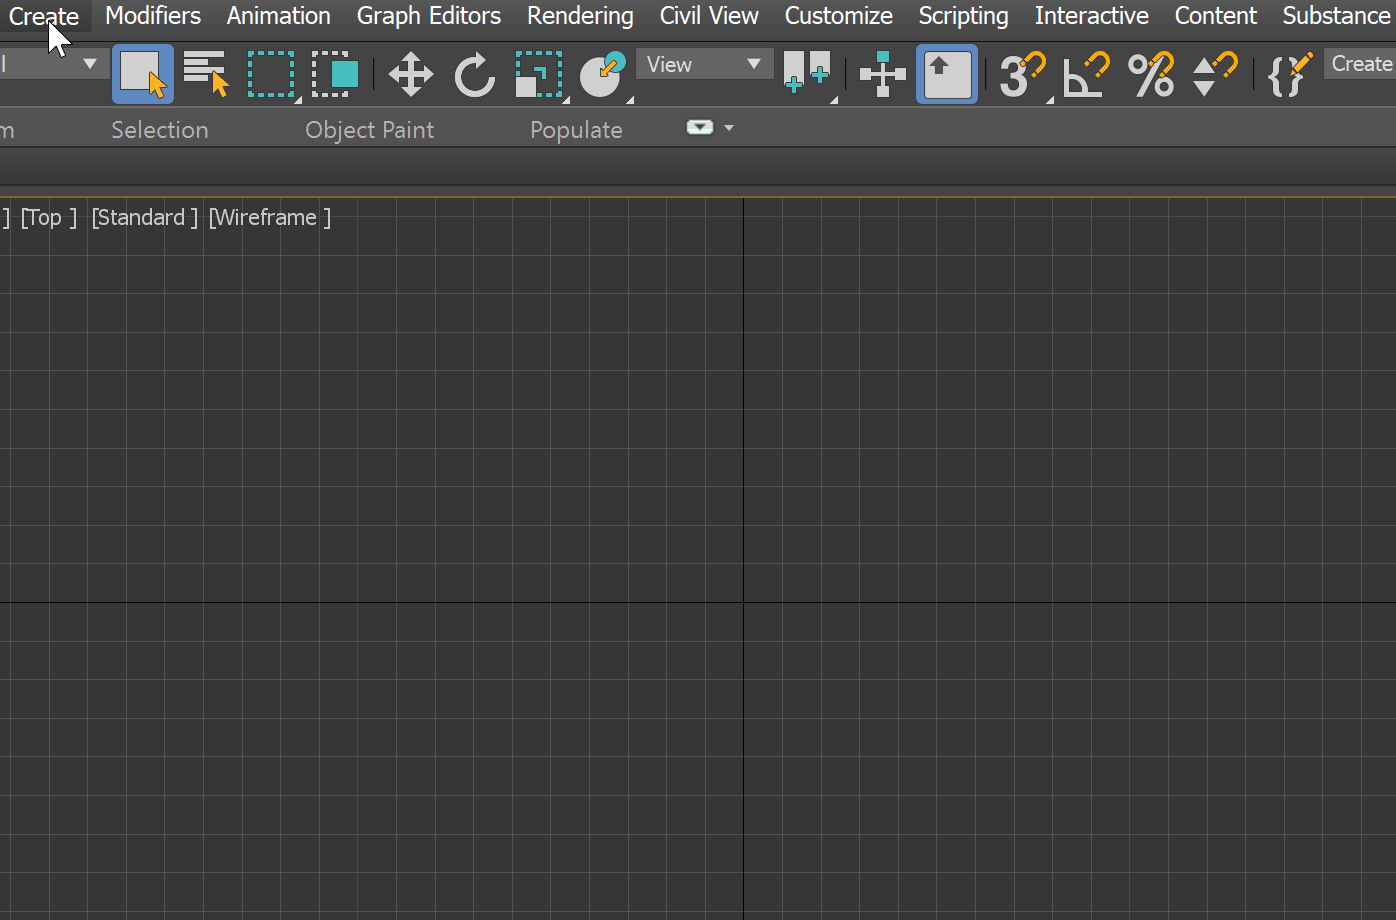 Create Modifiers Animation Graph Editors Rendering Civil View Customize Scripting Interactive Content Substance
l View 3 % {} Create
m Selection Object Paint Populate
] [Top ] [Standard ] [Wireframe ]